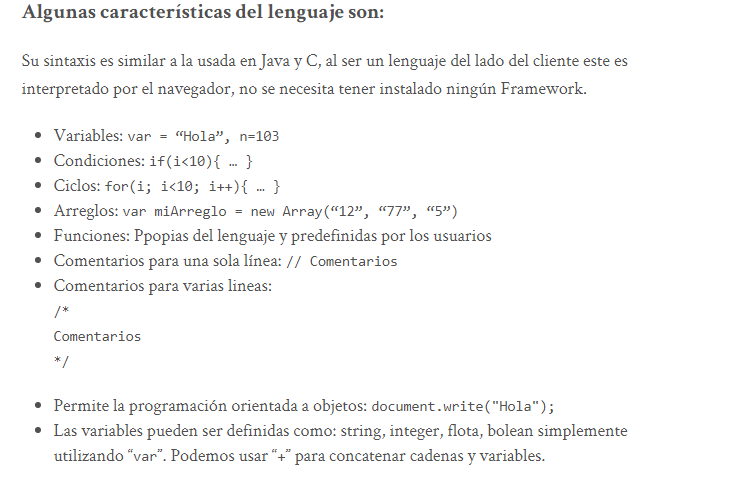 Algunas características del lenguaje son:
Su sintaxis es similar a la usada en Java y C, al ser un lenguaje del lado del cliente este es
interpretado por el navegador, no se necesita tener instalado ningún Framework.
• Variables: var = “Hola”, n=103
• Condiciones: if(i<10){ … }
• Ciclos: for(i; i<10; i++){ … }
• Arreglos: var miArreglo = new Array(“12”, “77”, “5”)
• Funciones: Ppopias del lenguaje y predefinidas por los usuarios
• Comentarios para una sola línea: // Comentarios
• Comentarios para varias lineas:
/*
Comentarios
*/
• Permite la programación orientada a objetos: document.write("Hola");
• Las variables pueden ser definidas como: string, integer, flota, bolean simplemente
utilizando “var”. Podemos usar “+” para concatenar cadenas y variables.